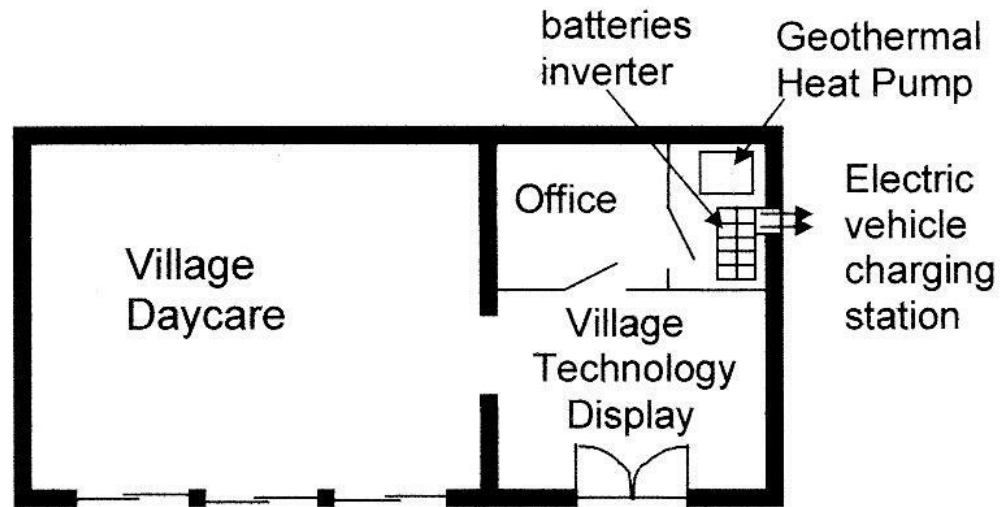 batteries
inverter
Geothermal
Heat Pump
Office
Electric
vehicle
charging
station
Village
Daycare
Village
Technology
Display